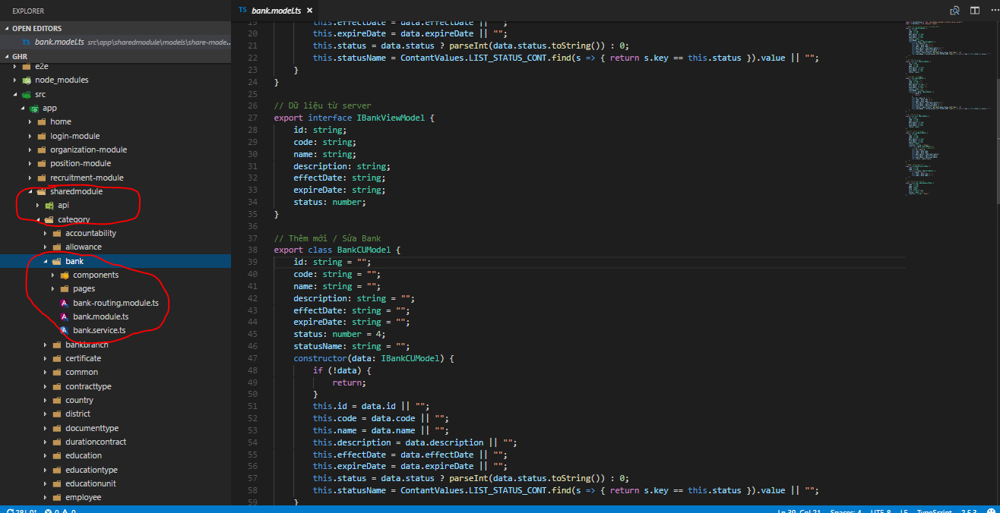 EXPLORER
OPEN EDITORS
TS bank.model.ts src\app\sharedmodule\models\share-mode...
GHR
e2e
node_modules
src
app
home
login-module
organization-module
position-module
recruitment-module
sharedmodule
api
category
accountability
allowance
bank
components
pages
bank-routing.module.ts
bank.module.ts
bank.service.ts
bankbranch
certificate
common
contracttype
country
district
documenttype
durationcontract
education
educationtype
educationunit
employee
TS bank.model.ts
19 this.effectDate = data.effectDate || "";
20 this.expireDate = data.expireDate || "";
21 this.status = data.status ? parseInt(data.status.toString()) : 0;
22 this.statusName = ContantValues.LIST_STATUS_CONT.find(s => { return s.key == this.status }).value || "";
23 }
24 }
25
26 // Dữ liệu từ server
27 export interface IBankViewModel {
28 id: string;
29 code: string;
30 name: string;
31 description: string;
32 effectDate: string;
33 expireDate: string;
34 status: number;
35 }
36
37 // Thêm mới / Sửa Bank
38 export class BankCUModel {
39 id: string = "";
40 code: string = "";
41 name: string = "";
42 description: string = "";
43 effectDate: string = "";
44 expireDate: string = "";
45 status: number = 4;
46 statusName: string = "";
47 constructor(data: IBankCUModel) {
48 if (!data) {
49 return;
50 }
51 this.id = data.id || "";
52 this.code = data.code || "";
53 this.name = data.name || "";
54 this.description = data.description || "";
55 this.effectDate = data.effectDate || "";
56 this.expireDate = data.expireDate || "";
57 this.status = data.status ? parseInt(data.status.toString()) : 0;
58 this.statusName = ContantValues.LIST_STATUS_CONT.find(s => { return s.key == this.status }).value || "";
59 }
Ln 39, Col 21 Spaces: 4 UTF-8 LF TypeScript 2.5.3